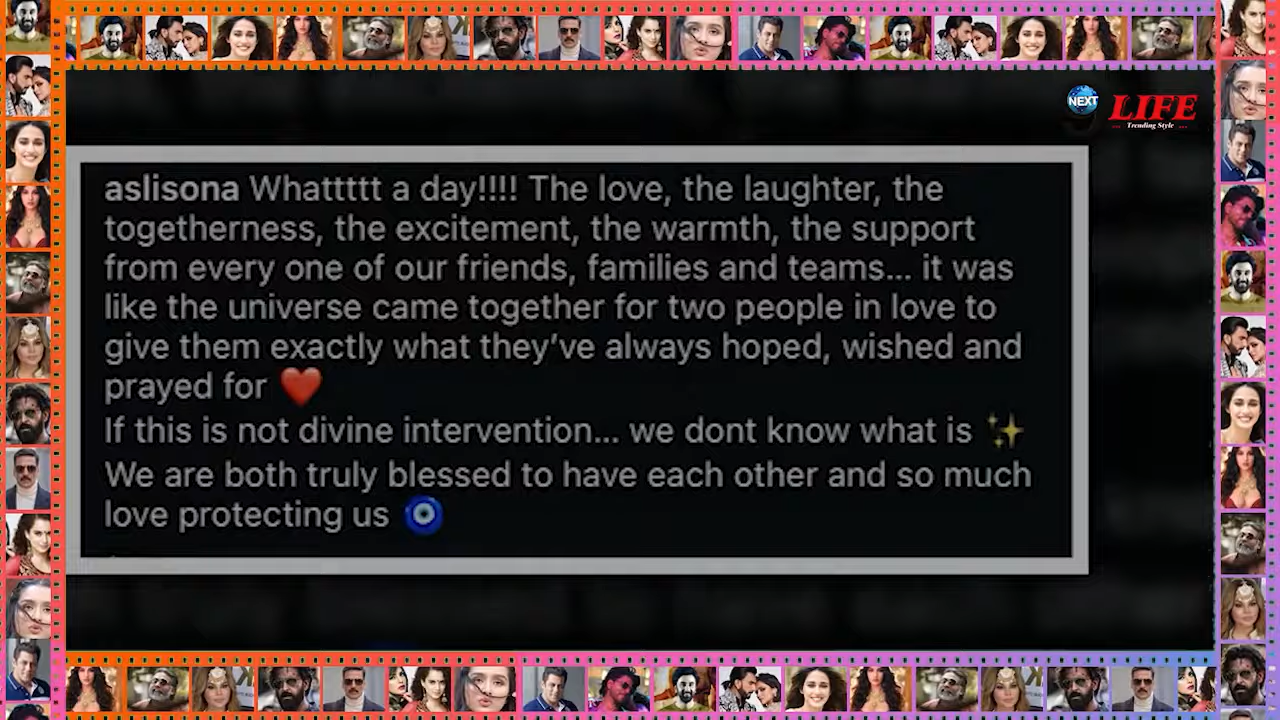 NEXT
9
LIFE
... Trending Style ...
aslisona Whattttt a day!!!! The love, the laughter, the
togetherness, the excitement, the warmth, the support
from every one of our friends, families and teams... it was
like the universe came together for two people in love to
give them exactly what they’ve always hoped, wished and
prayed for ❤️
If this is not divine intervention... we dont know what is ✨
We are both truly blessed to have each other and so much
love protecting us 🧿